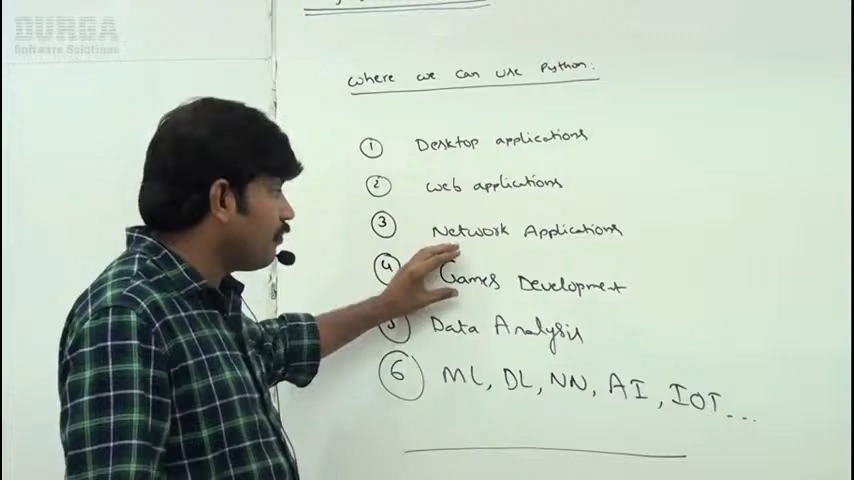 DURGA
Software Solutions
Where we can use Python:
① Desktop applications
② web applications
③ Network Applications
④ Games Development
⑤ Data Analysis
⑥ ML, DL, NN, AI, IOT...